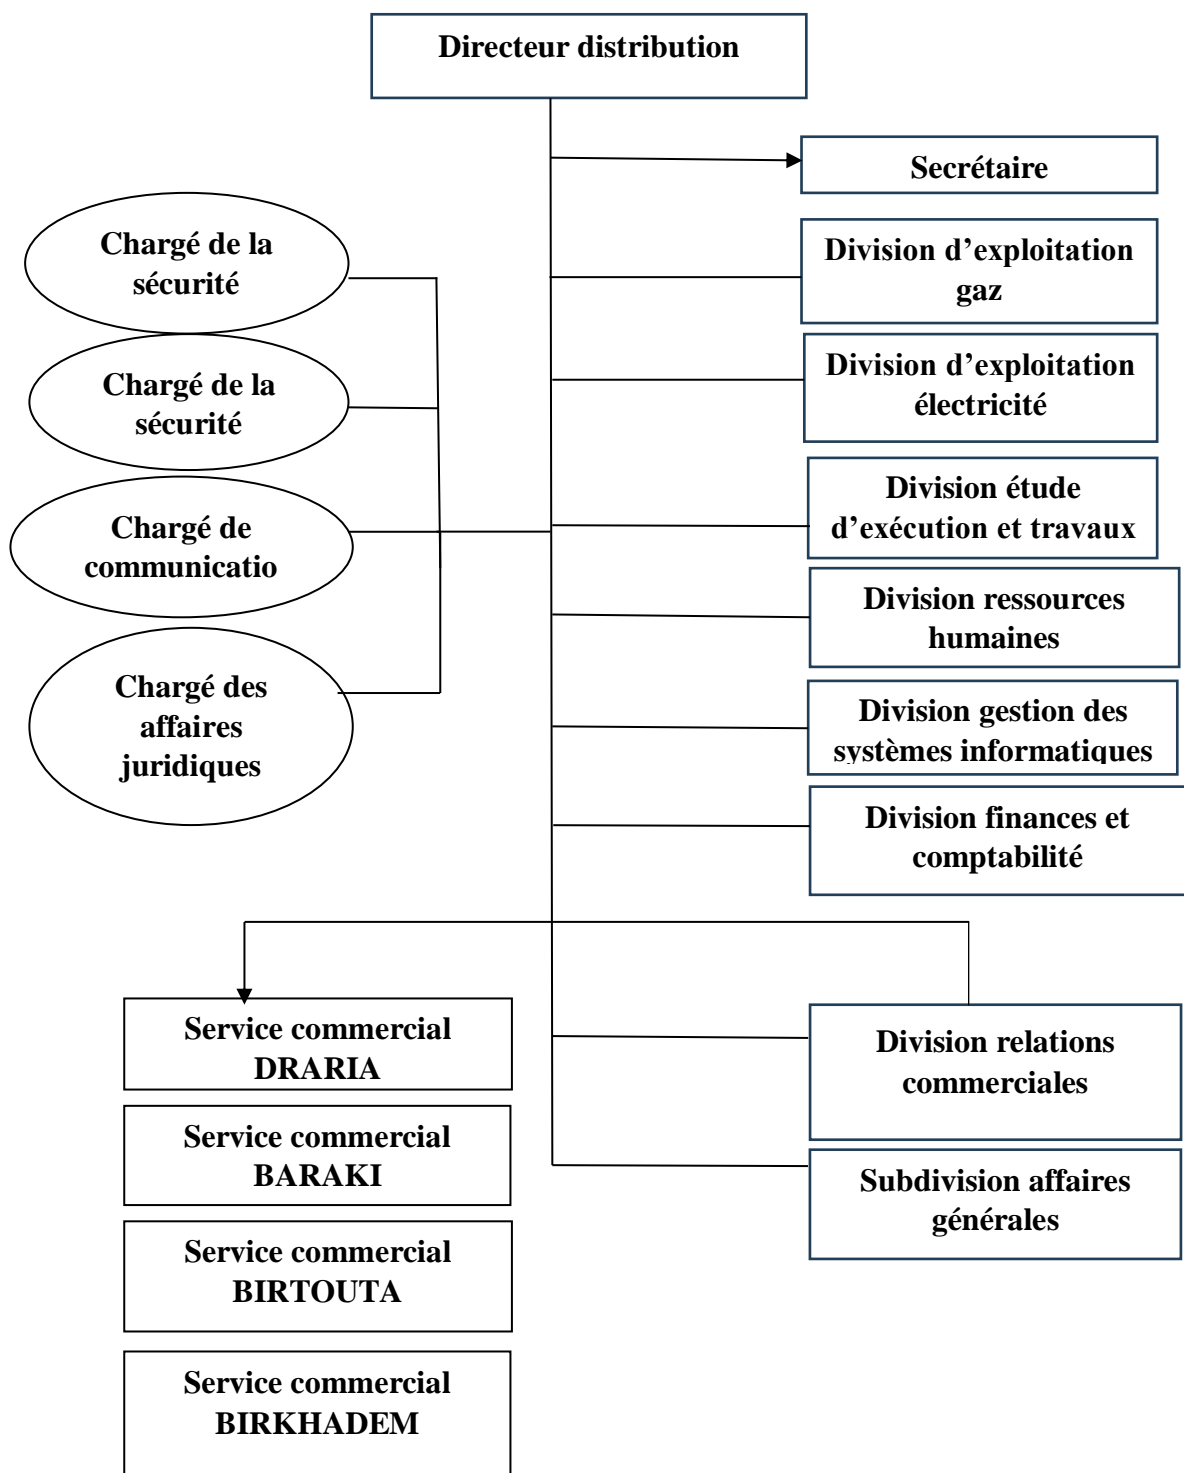 Directeur distribution
Secrétaire
Chargé de la
sécurité
Division d’exploitation
gaz
Chargé de la
sécurité
Division d’exploitation
électricité
Chargé de
communicatio
Division étude
d’exécution et travaux
Division ressources
humaines
Chargé des
affaires
juridiques
Division gestion des
systèmes informatiques
Division finances et
comptabilité
Service commercial
DRARIA
Division relations
commerciales
Service commercial
BARAKI
Subdivision affaires
générales
Service commercial
BIRTOUTA
Service commercial
BIRKHADEM